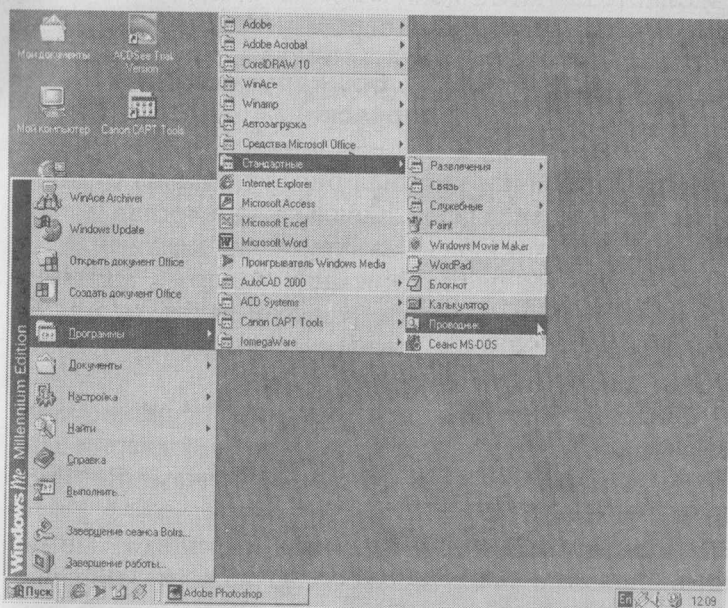 Мои документы
ACDSee Trial Version
Мой компьютер
Canon CAPT Tools
Adobe
Adobe Acrobat
CorelDRAW 10
WinAce
Winamp
Автозагрузка
Средства Microsoft Office
Стандартные
Internet Explorer
Microsoft Access
Microsoft Excel
Microsoft Word
Проигрыватель Windows Media
AutoCAD 2000
ACD Systems
Canon CAPT Tools
IomegaWare
Развлечения
Связь
Служебные
Paint
Windows Movie Maker
WordPad
Блокнот
Калькулятор
Проводник
Сеанс MS-DOS
WinAce Archiver
Windows Update
Открыть документ Office
Создать документ Office
Программы
Документы
Настройка
Найти
Справка
Выполнить...
Завершение сеанса Bolis...
Завершение работы...
Windows Me Millennium Edition
Пуск
Adobe Photoshop
En
12:09